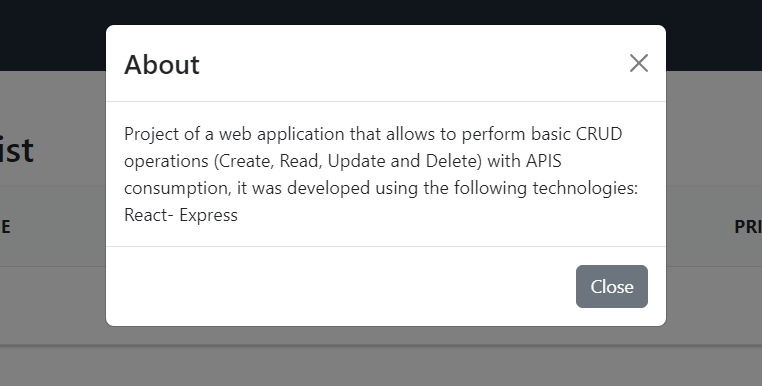 About
Project of a web application that allows to perform basic CRUD
operations (Create, Read, Update and Delete) with APIS
consumption, it was developed using the following technologies:
React- Express
Close
ist
E
PRI